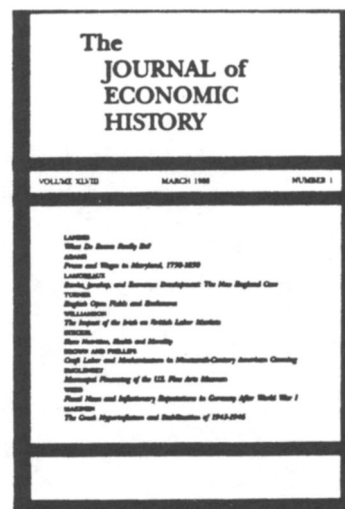 The
JOURNAL of
ECONOMIC
HISTORY
VOLUME XLVIII MARCH 1988 NUMBER 1
LANDES
What Do Bosses Really Do?
ADAMS
Prices and Wages in Maryland, 1750-1850
LAMOREAUX
Banks, Kinship, and Economic Development: The New England Case
TURNER
English Open Fields and Enclosures
WILLIAMSON
The Impact of the Irish on British Labor Markets
STECKEL
Slave Nutrition, Health and Mortality
BROWN AND PHILIPS
Craft Labor and Mechanization in Nineteenth-Century American Canning
SMOLENSKY
Municipal Financing of the U.S. Fine Arts Museum
WEBB
Fiscal News and Inflationary Expectations in Germany After World War I
MAKINEN
The Greek Hyperinflation and Stabilization of 1943-1946